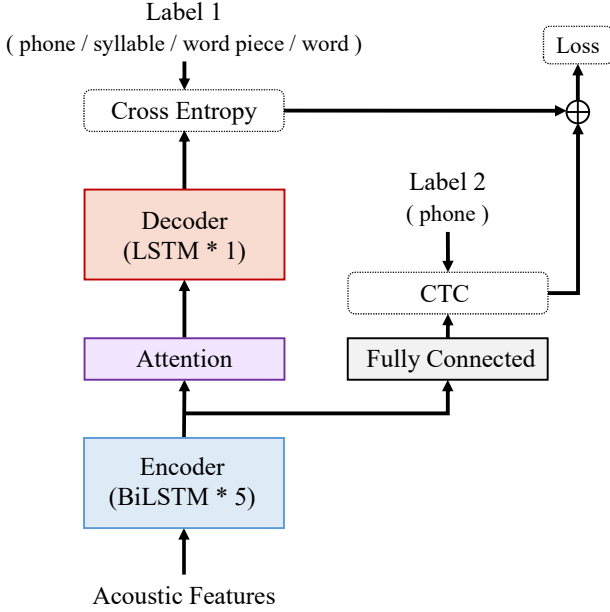 Label 1
( phone / syllable / word piece / word )
Loss
Cross Entropy
Label 2
( phone )
Decoder
(LSTM * 1)
CTC
Attention
Fully Connected
Encoder
(BiLSTM * 5)
Acoustic Features